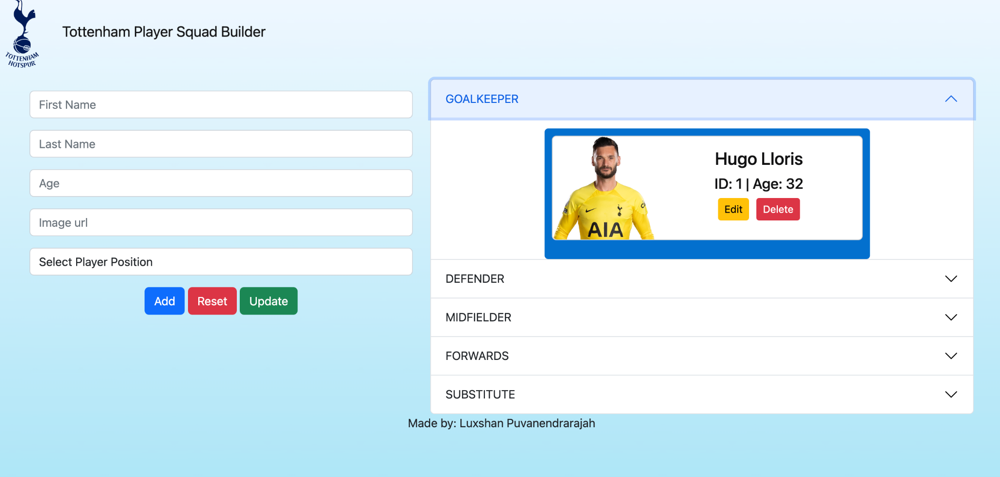 TOTTENHAM
HOTSPUR
Tottenham Player Squad Builder
First Name
Last Name
Age
Image url
Select Player Position
Add Reset Update
GOALKEEPER
Hugo Lloris
ID: 1 | Age: 32
Edit Delete
AIA
DEFENDER
MIDFIELDER
FORWARDS
SUBSTITUTE
Made by: Luxshan Puvanendrarajah